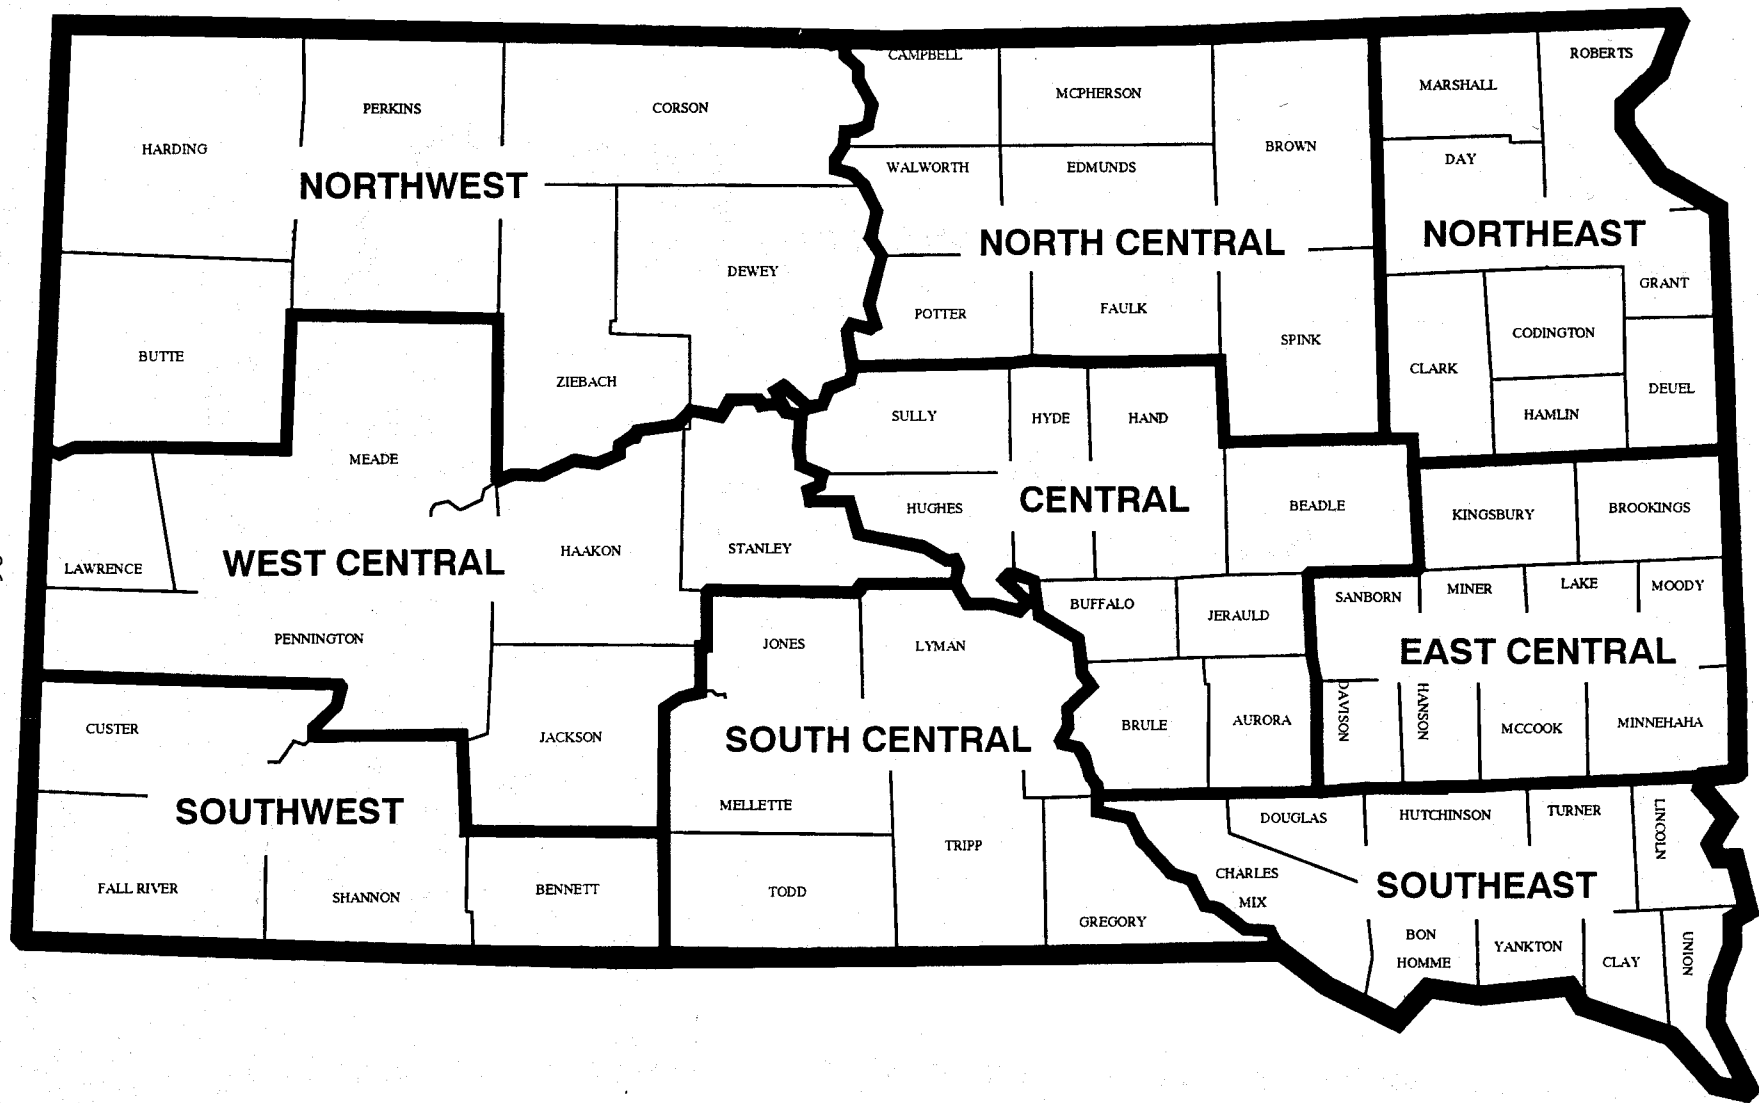 CAMPBELL
ROBERTS
MARSHALL
MCPHERSON
PERKINS
CORSON
HARDING
BROWN
DAY
WALWORTH
EDMUNDS
NORTHWEST
NORTHEAST
NORTH CENTRAL
DEWEY
GRANT
POTTER
FAULK
CODINGTON
SPINK
BUTTE
CLARK
ZIEBACH
DEUEL
SULLY
HYDE
HAND
HAMLIN
MEADE
CENTRAL
HUGHES
BEADLE
KINGSBURY
BROOKINGS
STANLEY
HAAKON
WEST CENTRAL
LAWRENCE
SANBORN
MINER
LAKE
MOODY
BUFFALO
JERAULD
PENNINGTON
JONES
LYMAN
EAST CENTRAL
DAVISON
HANSON
MCCOOK
MINNEHAHA
CUSTER
JACKSON
SOUTH CENTRAL
BRULE
AURORA
SOUTHWEST
MELLETTE
DOUGLAS
HUTCHINSON
TURNER
LINCOLN
TRIPP
CHARLES
MIX
SOUTHEAST
FALL RIVER
SHANNON
BENNETT
TODD
GREGORY
BON
HOMME
YANKTON
CLAY
UNION